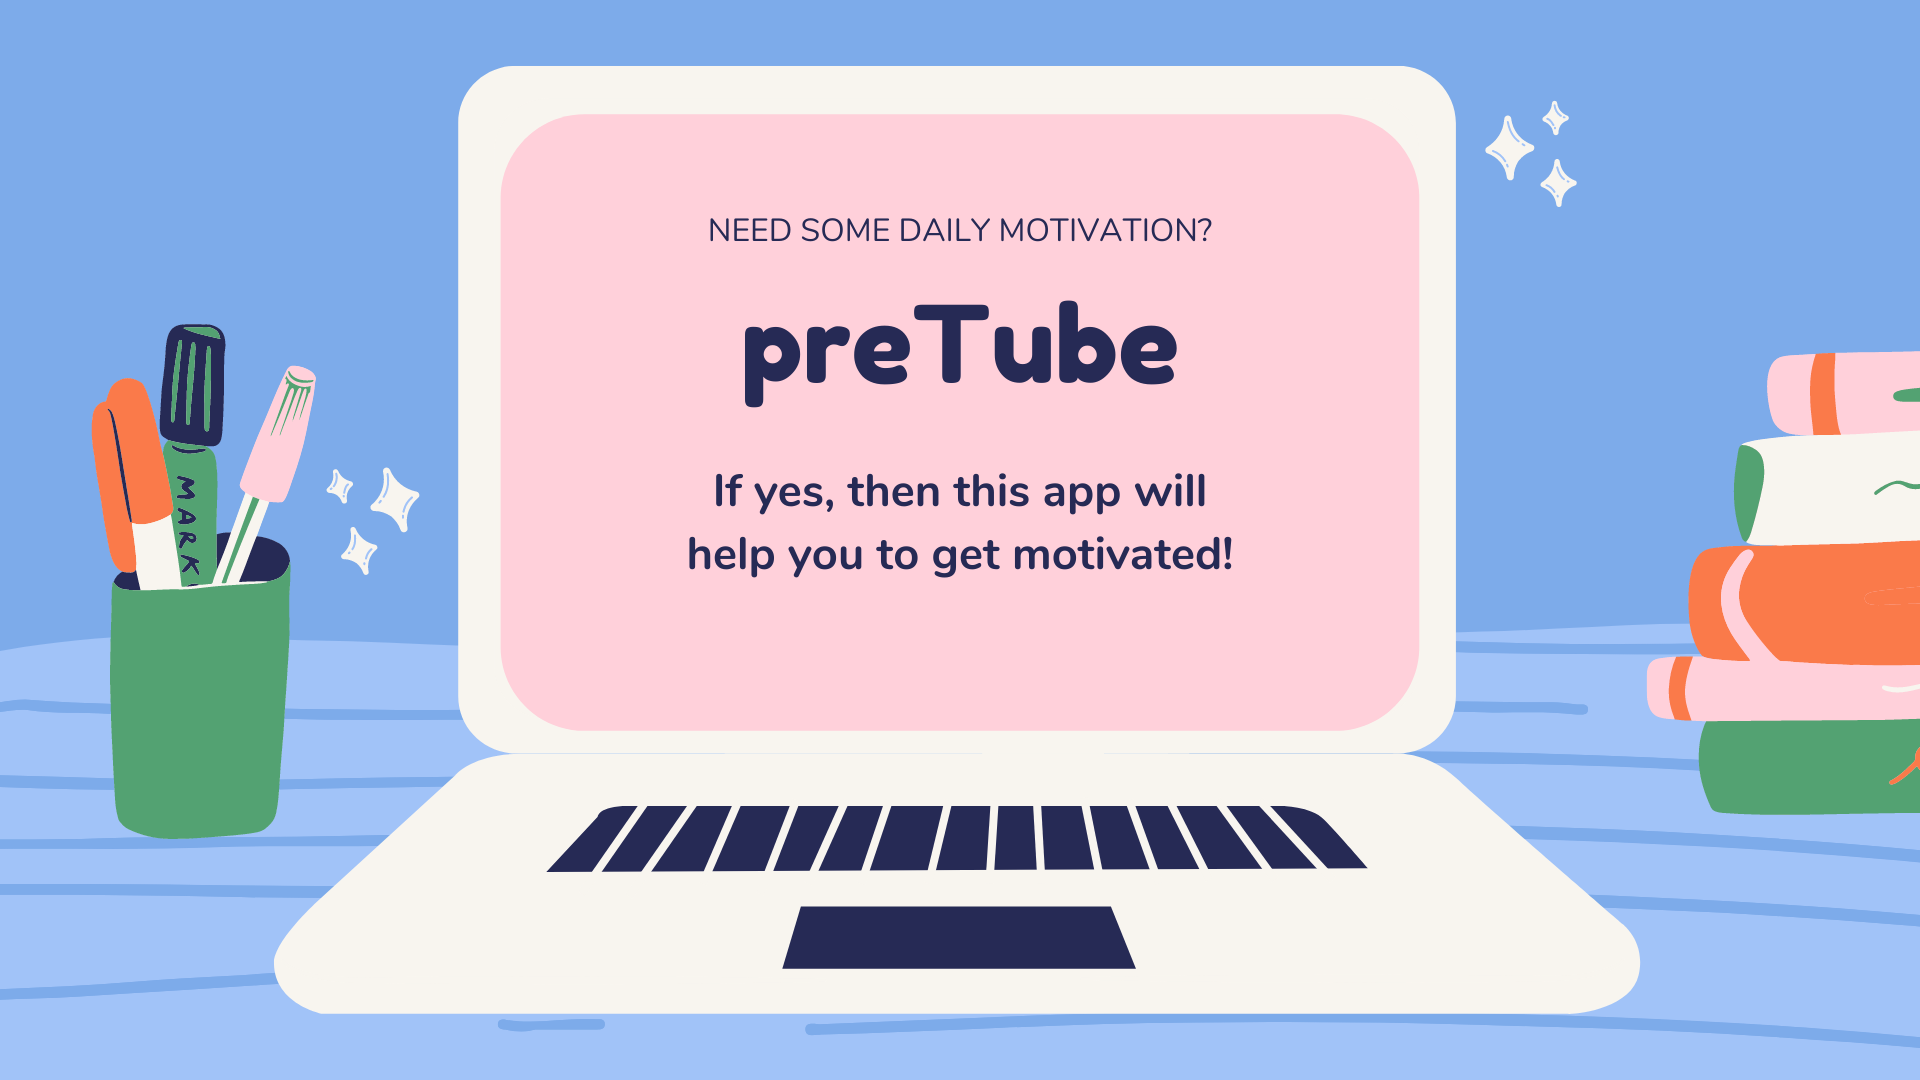 NEED SOME DAILY MOTIVATION?
preTube
If yes, then this app will
help you to get motivated!
MARK